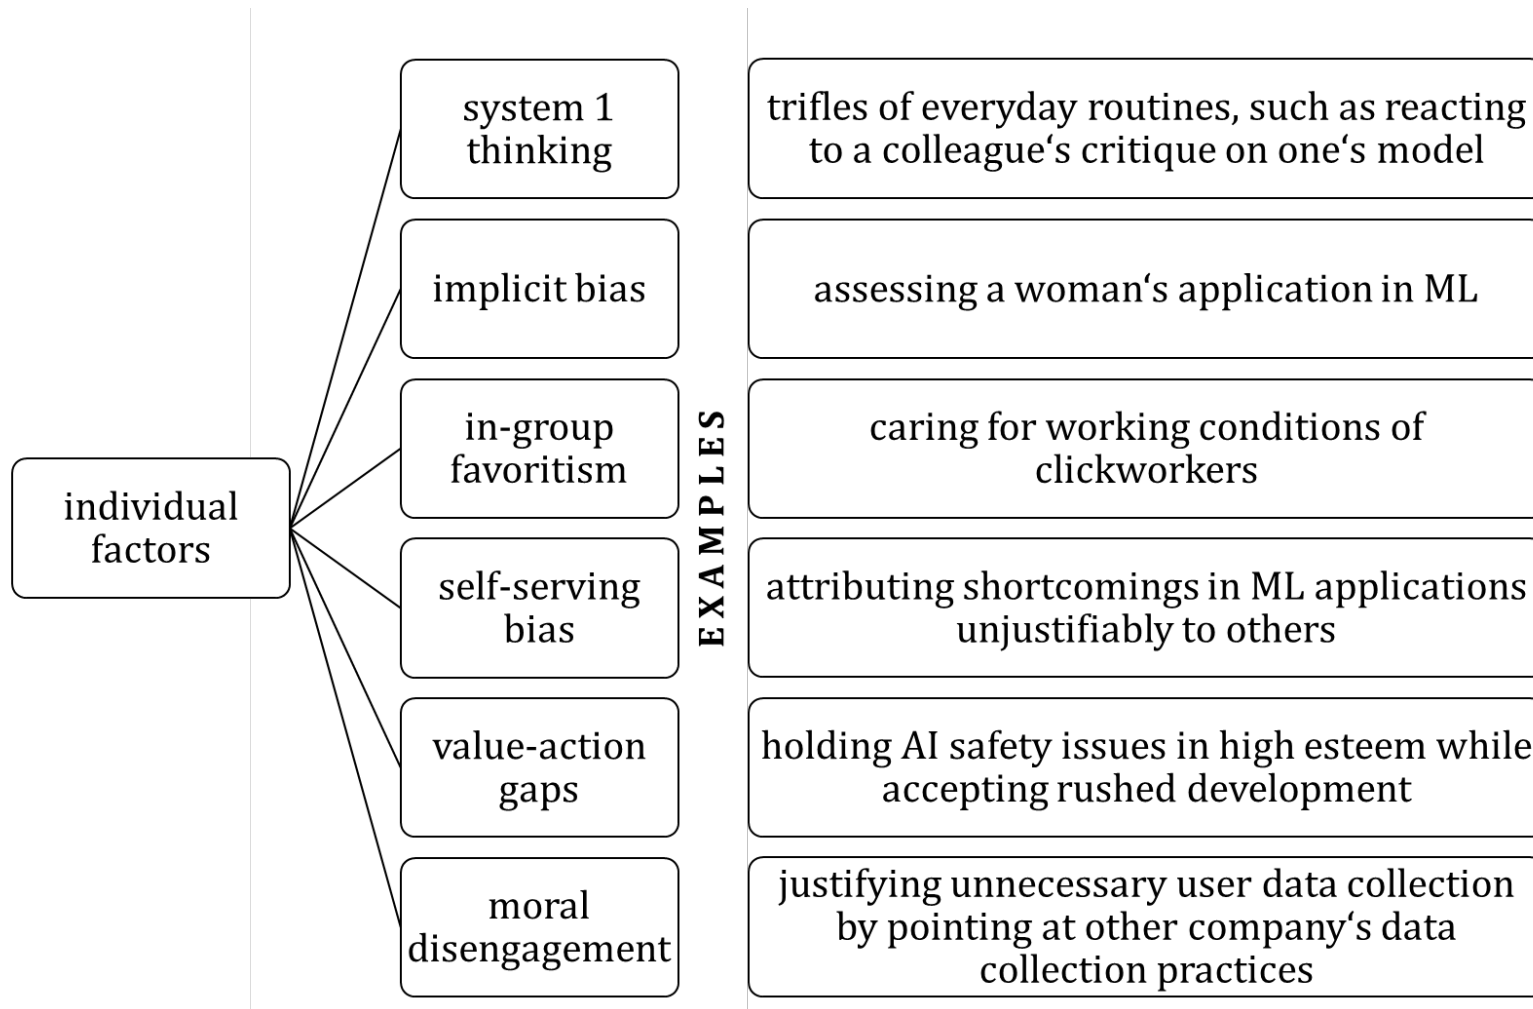 individual
factors
system 1
thinking
implicit bias
in-group
favoritism
self-serving
bias
value-action
gaps
moral
disengagement
EXAMPLES
trifles of everyday routines, such as reacting
to a colleague‘s critique on one‘s model
assessing a woman‘s application in ML
caring for working conditions of
clickworkers
attributing shortcomings in ML applications
unjustifiably to others
holding AI safety issues in high esteem while
accepting rushed development
justifying unnecessary user data collection
by pointing at other company‘s data
collection practices